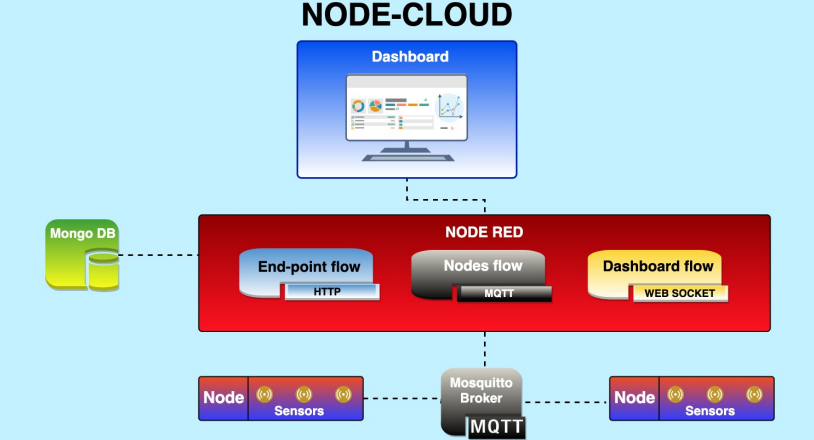 NODE-CLOUD
Dashboard
Mongo DB
NODE RED
End-point flow
HTTP
Nodes flow
MQTT
Dashboard flow
WEB SOCKET
Node
Sensors
Mosquitto
Broker
MQTT
Node
Sensors